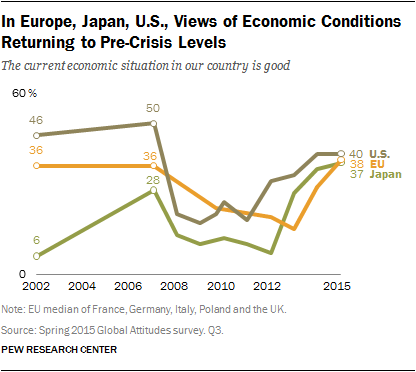 In Europe, Japan, U.S., Views of Economic Conditions
Returning to Pre-Crisis Levels
The current economic situation in our country is good
60 %
50
46
36
36
28
6
40 U.S.
38 EU
37 Japan
0
2002 2004 2006 2008 2010 2012 2015
Note: EU median of France, Germany, Italy, Poland and the UK.
Source: Spring 2015 Global Attitudes survey. Q3.
PEW RESEARCH CENTER